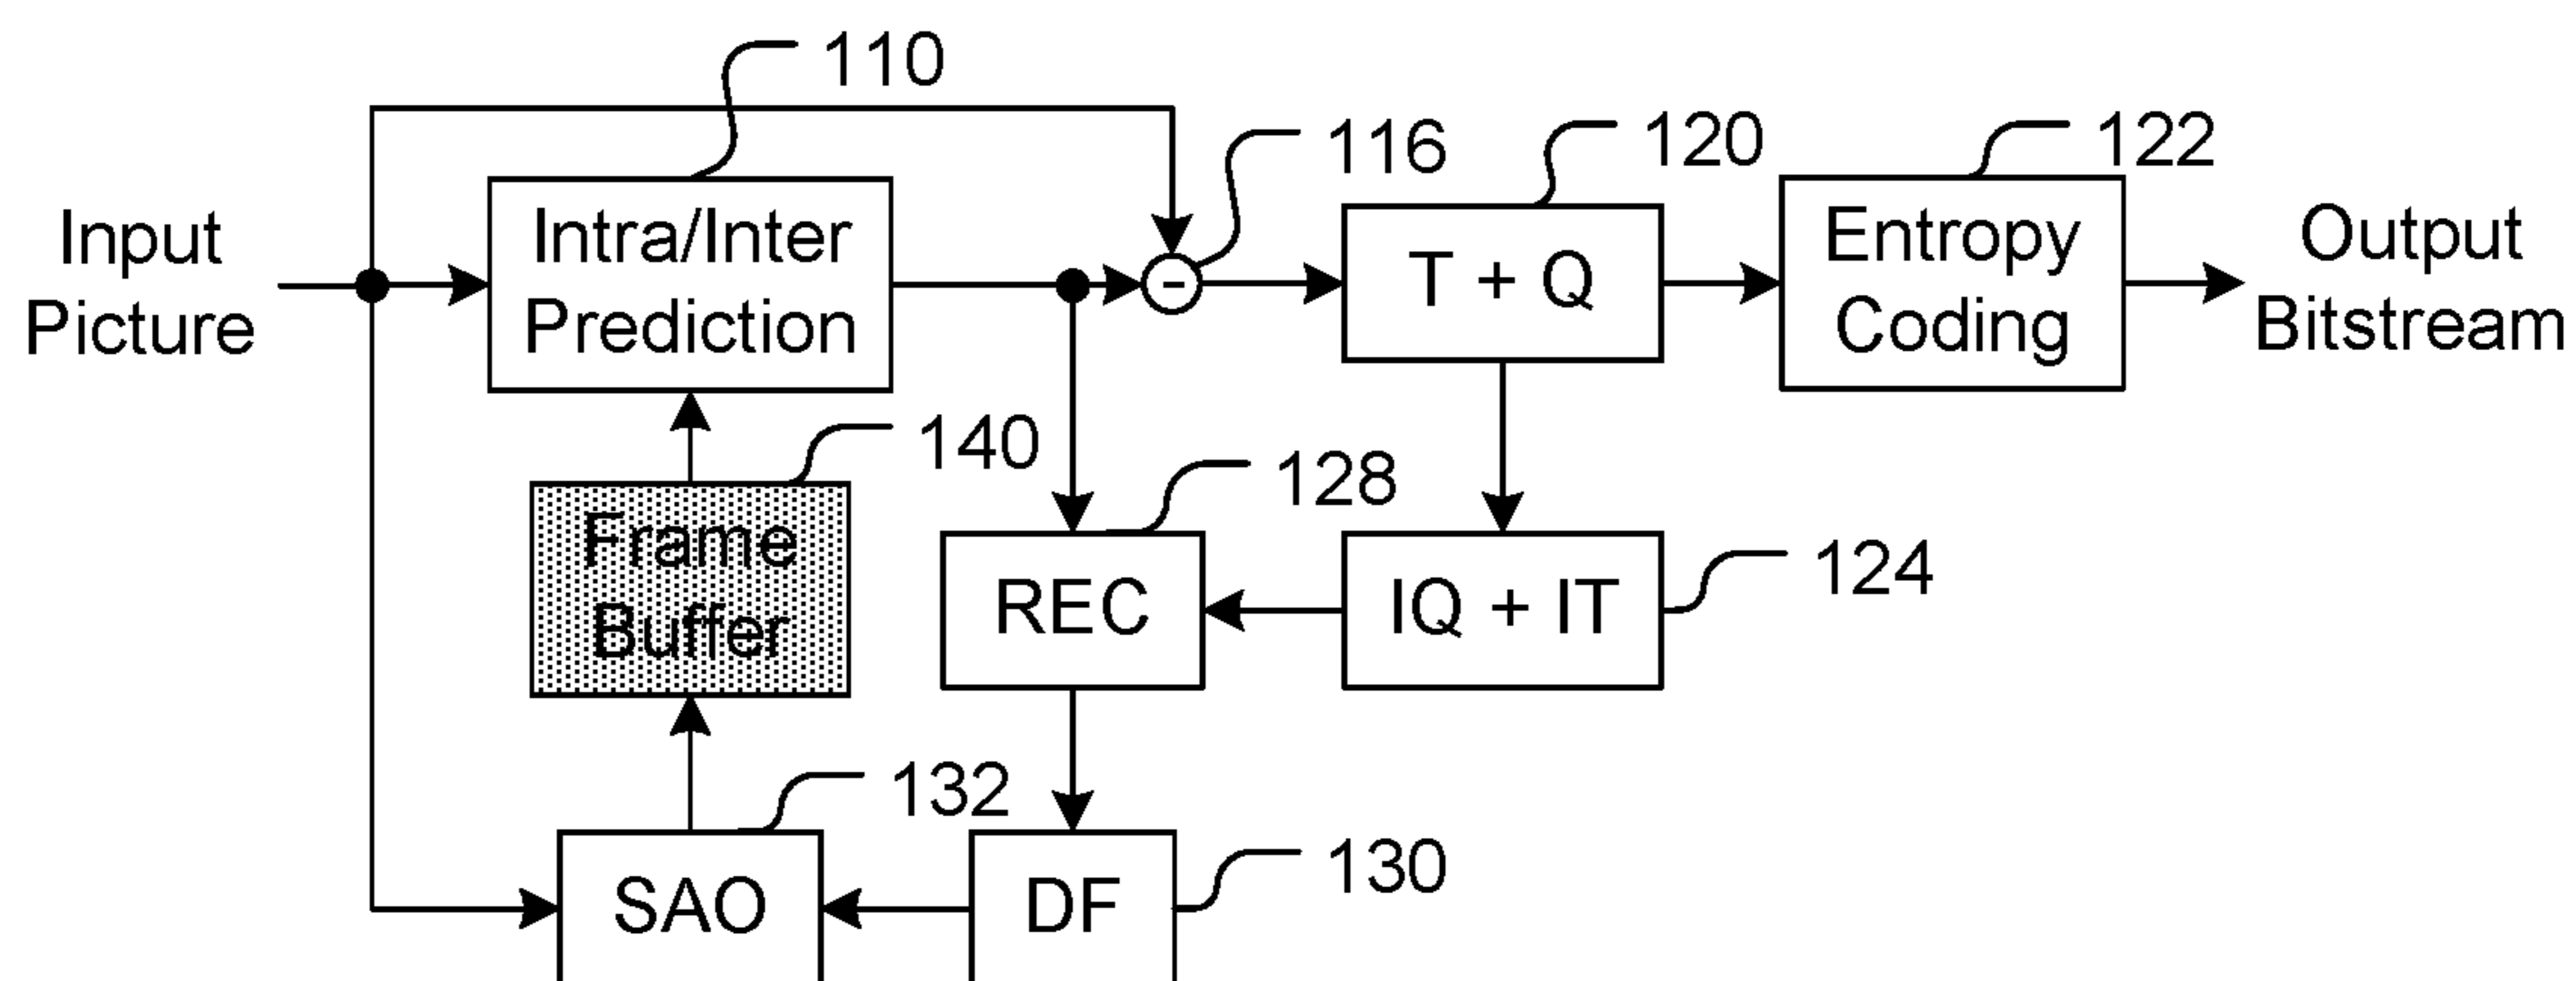 110
116
120
122
Input
Picture
Intra/Inter
Prediction
-
T + Q
Entropy
Coding
Output
Bitstream
140
128
124
Frame
Buffer
REC
IQ + IT
132
130
SAO
DF